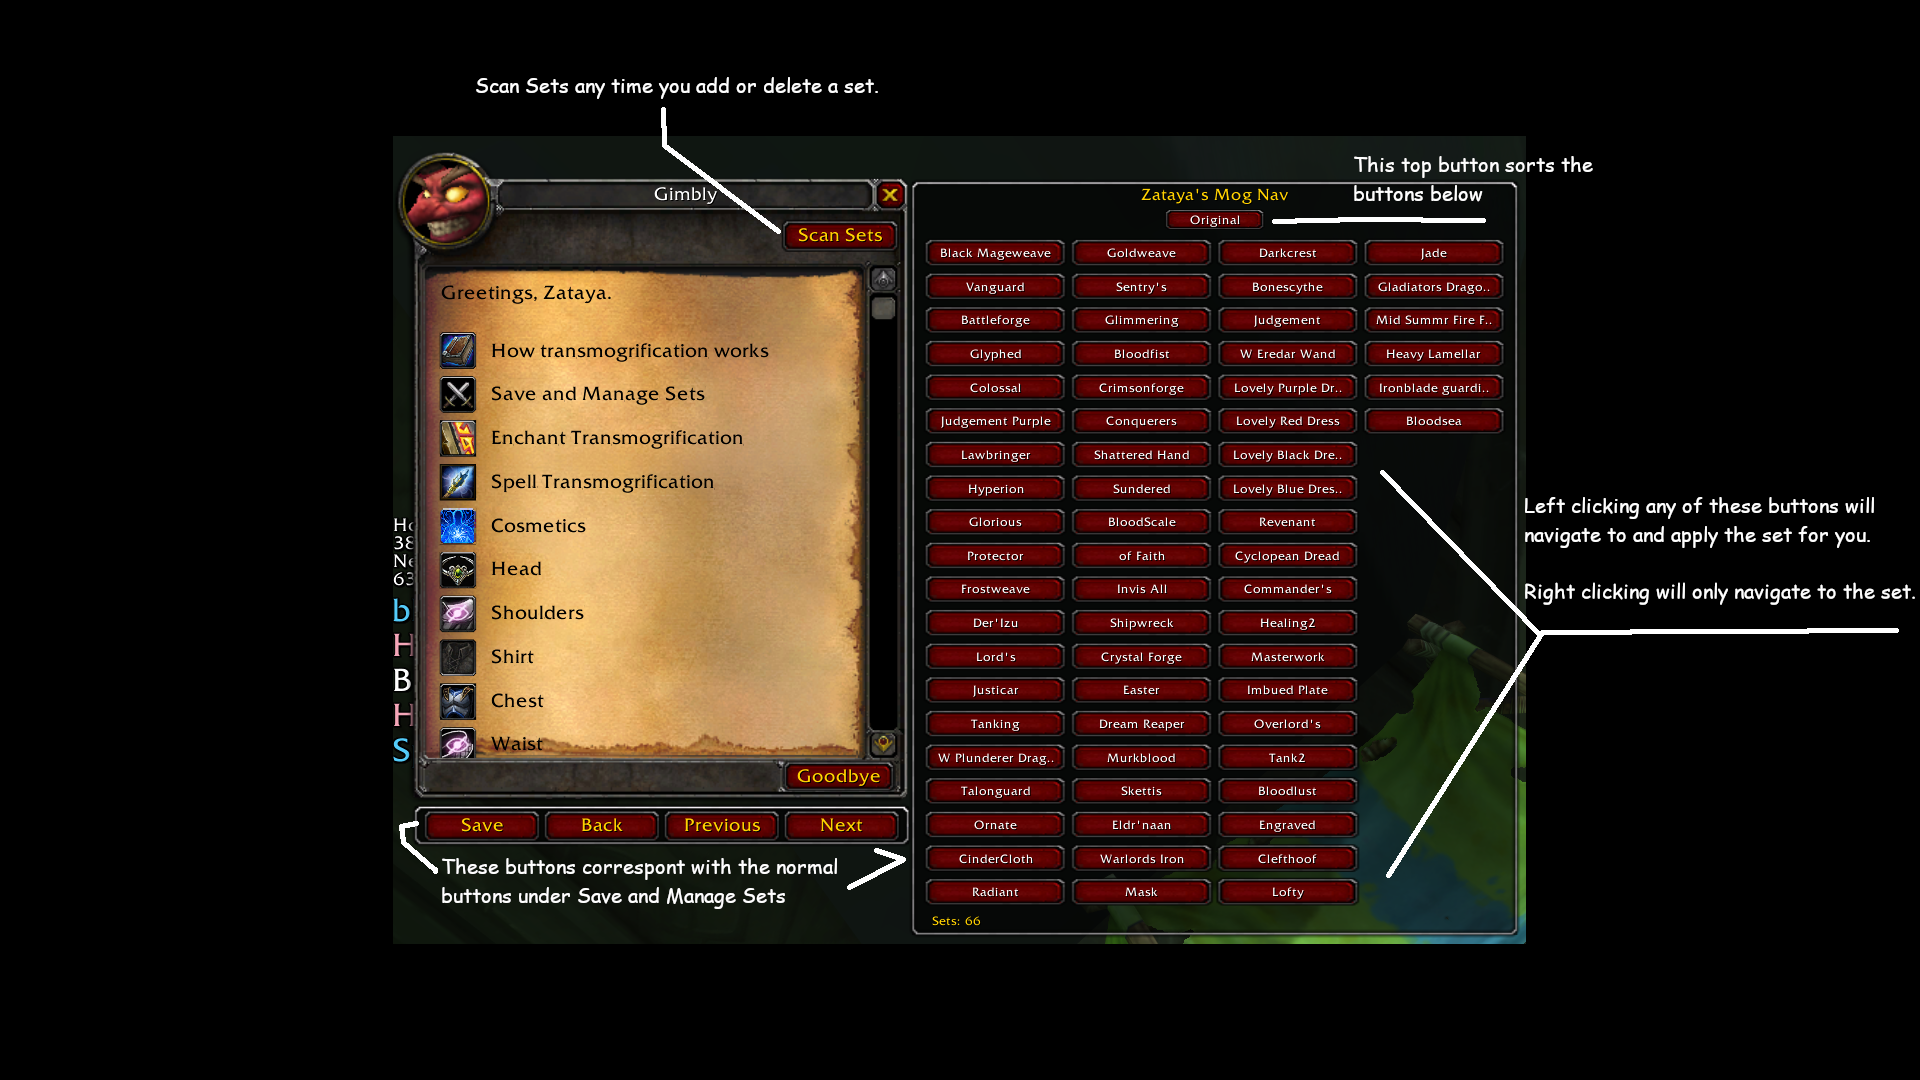 Scan Sets any time you add or delete a set.
This top button sorts the
buttons below
Gimbly
Scan Sets
Greetings, Zataya.
How transmogrification works
Save and Manage Sets
Enchant Transmogrification
Spell Transmogrification
Cosmetics
Head
Shoulders
Shirt
Chest
Waist
Goodbye
Save Back Previous Next
These buttons correspont with the normal
buttons under Save and Manage Sets
38
63
b
H
B
H
S
Zataya's Mog Nav
Original
Black Mageweave Goldweave Darkcrest Jade
Vanguard Sentry's Bonescythe Gladiators Drago..
Battleforge Glimmering Judgement Mid Summr Fire F..
Glyphed Bloodfist W Eredar Wand Heavy Lamellar
Colossal Crimsonforge Lovely Purple Dr.. Ironblade guardi..
Judgement Purple Conquerers Lovely Red Dress Bloodsea
Lawbringer Shattered Hand Lovely Black Dre..
Hyperion Sundered Lovely Blue Dres..
Glorious BloodScale Revenant
Protector of Faith Cyclopean Dread
Frostweave Invis All Commander's
Der'Izu Shipwreck Healing2
Lord's Crystal Forge Masterwork
Justicar Easter Imbued Plate
Tanking Dream Reaper Overlord's
W Plunderer Drag.. Murkblood Tank2
Talonguard Skettis Bloodlust
Ornate Eldr'naan Engraved
CinderCloth Warlords Iron Clefthoof
Radiant Mask Lofty
Sets: 66
Left clicking any of these buttons will
navigate to and apply the set for you.
Right clicking will only navigate to the set.